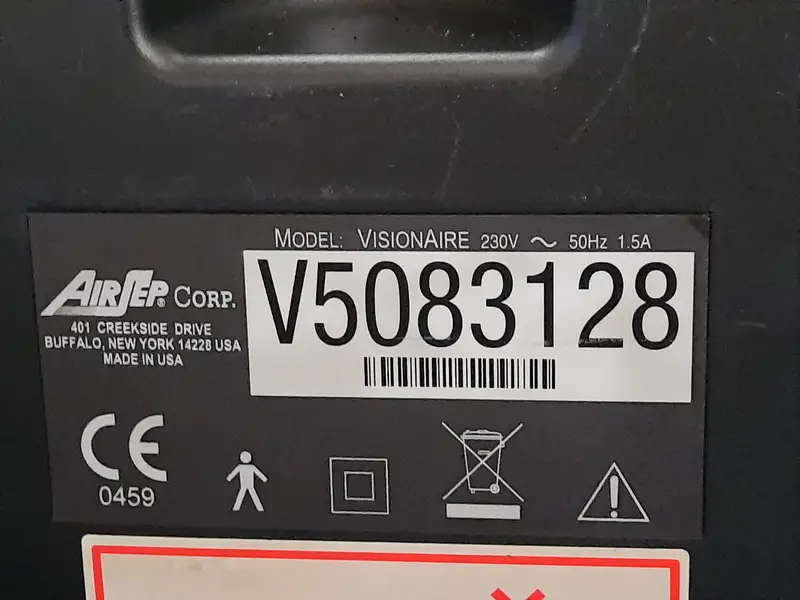 MODEL: VISIONAIRE 230V ~ 50Hz 1.5A
AIRSEP® CORP.
401 CREEKSIDE DRIVE
BUFFALO, NEW YORK 14228 USA
MADE IN USA
V5083128
CE
0459